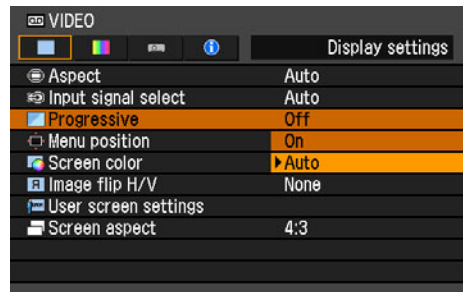 VIDEO
Display settings
Aspect Auto
Input signal select Auto
Progressive Off
Menu position On
Screen color Auto
Image flip H/V None
User screen settings
Screen aspect 4:3